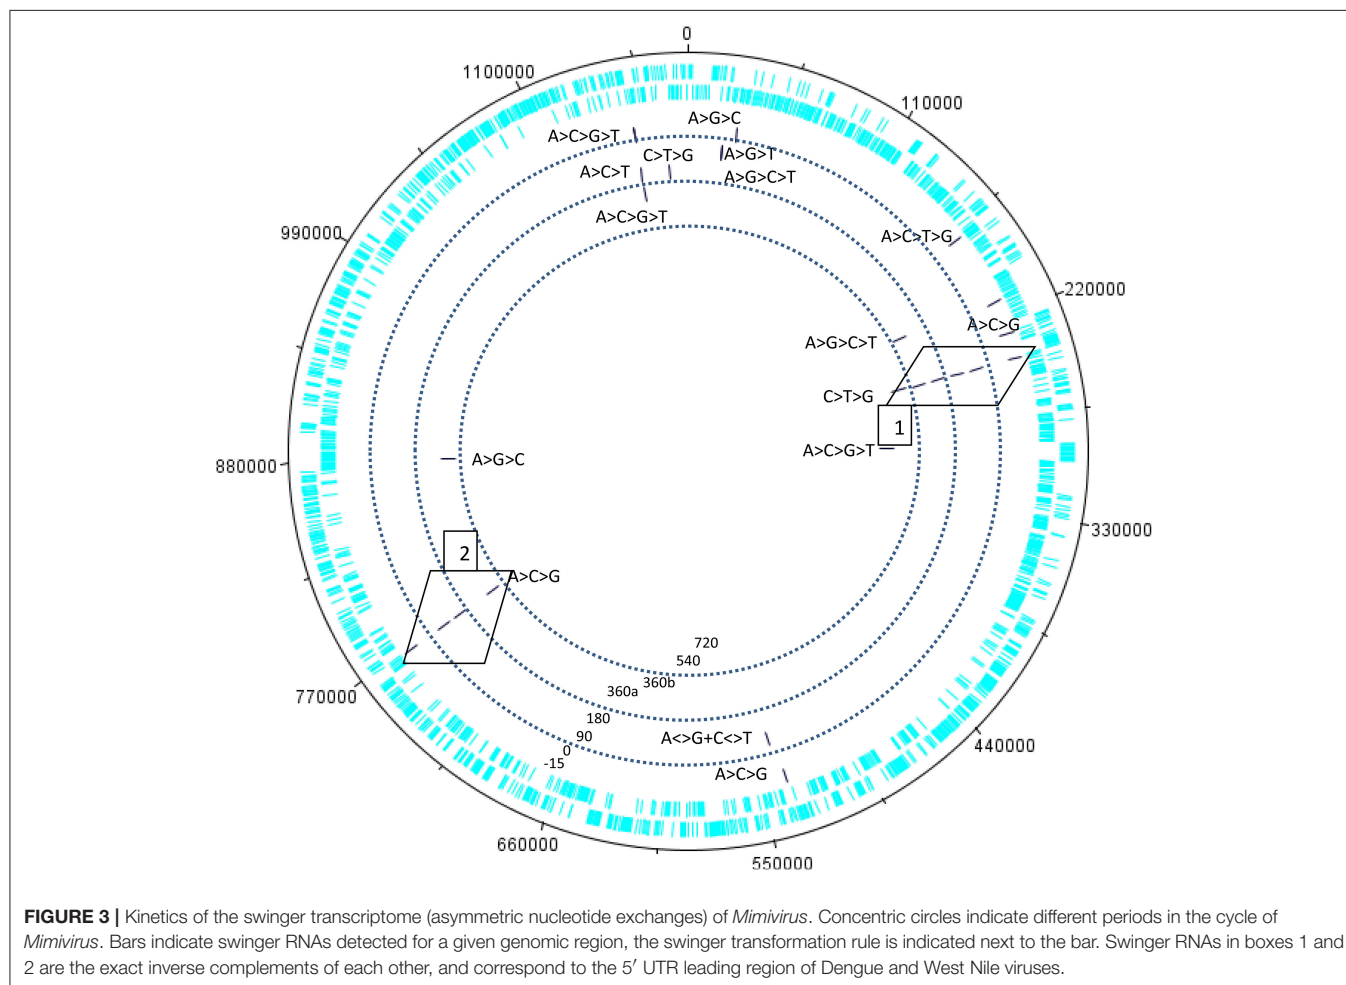 0
1100000
110000
A>G>C
A>C>G>T
C>T>G
A>G>T
A>C>T
A>G>C>T
A>C>G>T
990000
A>C>T>G
220000
A>C>G
A>G>C>T
C>T>G
1
A>C>G>T
A>G>C
880000
330000
2
A>C>G
720
540
360b
360a
770000
180
90
0
-15
A<>G+C<>T
440000
A>C>G
660000
550000
FIGURE 3 | Kinetics of the swinger transcriptome (asymmetric nucleotide exchanges) of Mimivirus. Concentric circles indicate different periods in the cycle of
Mimivirus. Bars indicate swinger RNAs detected for a given genomic region, the swinger transformation rule is indicated next to the bar. Swinger RNAs in boxes 1 and
2 are the exact inverse complements of each other, and correspond to the 5′ UTR leading region of Dengue and West Nile viruses.